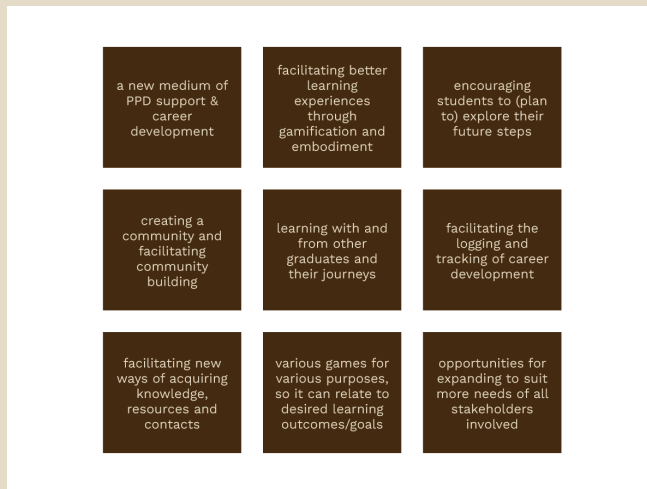 a new medium of
PPD support &
career
development
facilitating better
learning
experiences
through
gamification and
embodiment
encouraging
students to (plan
to) explore their
future steps
creating a
community and
facilitating
community
building
learning with and
from other
graduates and
their journeys
facilitating the
logging and
tracking of career
development
facilitating new
ways of acquiring
knowledge,
resources and
contacts
various games for
various purposes,
so it can relate to
desired learning
outcomes/goals
opportunities for
expanding to suit
more needs of all
stakeholders
involved